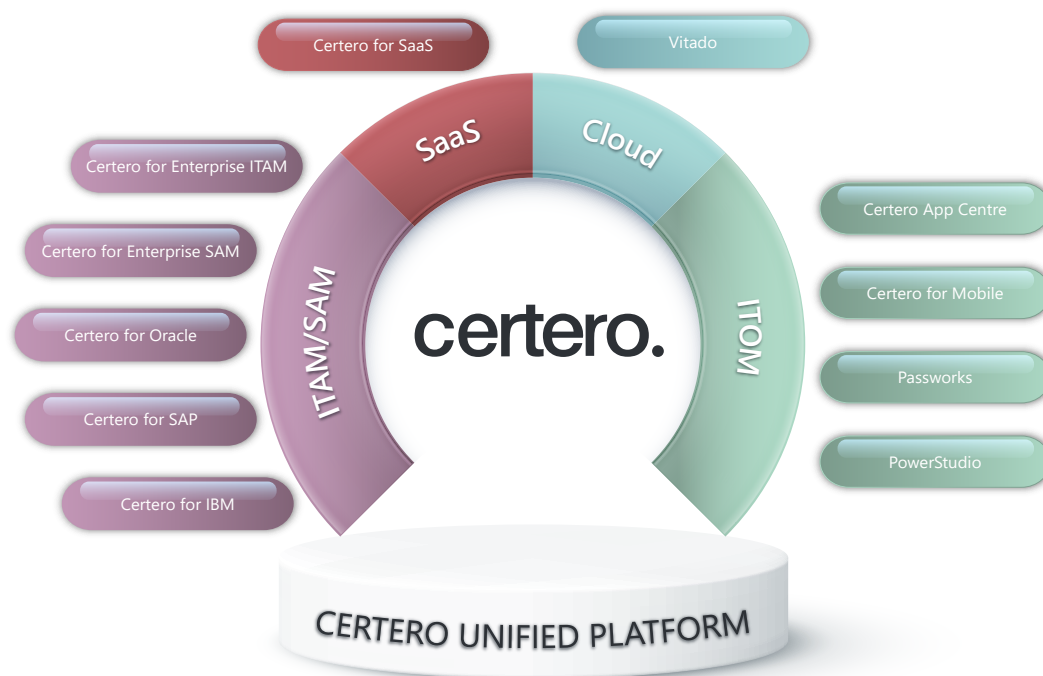 Certero for SaaS
Vitado
SaaS
Cloud
Certero for Enterprise ITAM
Certero for Enterprise SAM
Certero for Oracle
Certero for SAP
Certero for IBM
ITAM/SAM
certero.
ITOM
Certero App Centre
Certero for Mobile
Passworks
PowerStudio
CERTERO UNIFIED PLATFORM